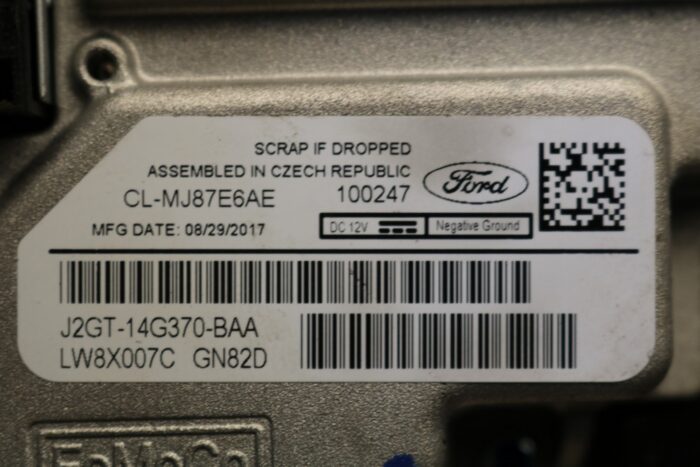 SCRAP IF DROPPED
ASSEMBLED IN CZECH REPUBLIC
CL-MJ87E6AE 100247
Ford
MFG DATE: 08/29/2017
DC 12V Negative Ground
J2GT-14G370-BAA
LW8X007C GN82D
FoMoCo